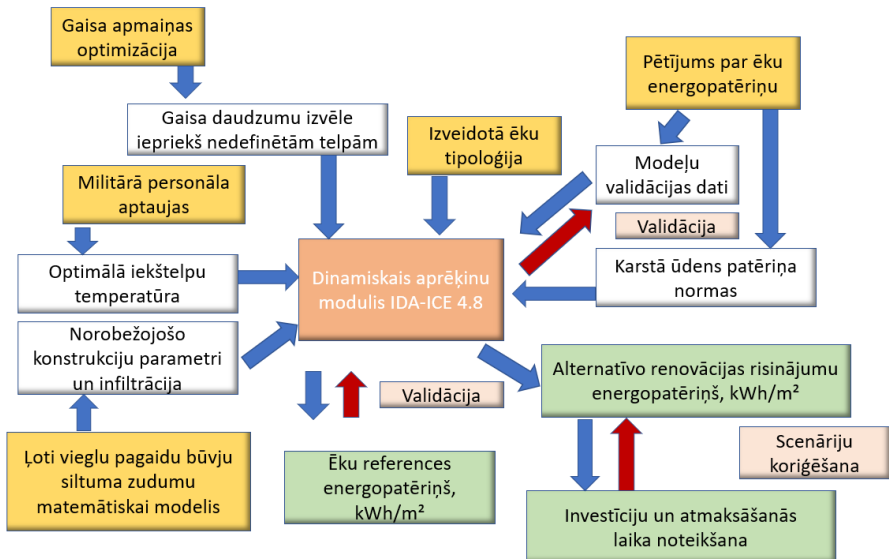 Gaisa apmaiņas
optimizācija
Pētījums par ēku
energopatēriņu
Gaisa daudzumu izvēle
iepriekš nedefinētām telpām
Izveidotā ēku
tipoloģija
Modeļu
validācijas dati
Militārā personāla
aptaujas
Validācija
Optimālā iekštelpu
temperatūra
Dinamiskais aprēķinu
modulis IDA-ICE 4.8
Karstā ūdens patēriņa
normas
Norobežojošo
konstrukciju parametri
un infiltrācija
Alternatīvo renovācijas risinājumu
energopatēriņš, kWh/m²
Validācija
Ļoti vieglu pagaidu būvju
siltuma zudumu
matemātiskai modelis
Ēku references
energopatēriņš,
kWh/m²
Scenāriju
koriģēšana
Investīciju un atmaksāšanās
laika noteikšana